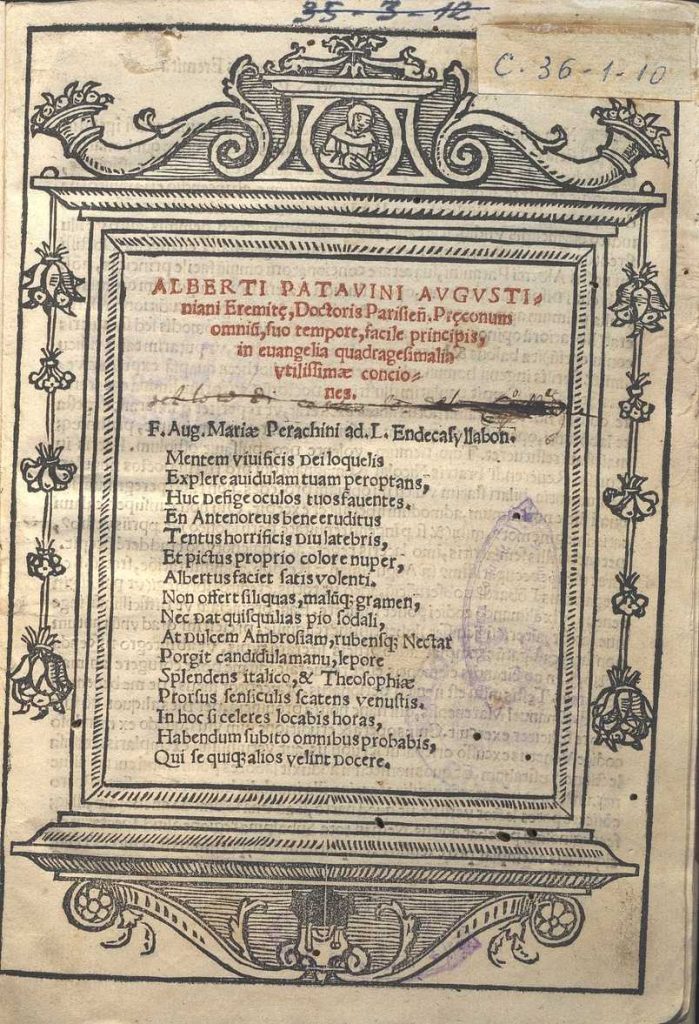 35-3-12
C. 36-1-10
ALBERTI PATAVINI AVGVSTI-
niani Eremitę, Doctoris Parisieñ. Pręconum
omniũ, suo tempore, facile principis,
in euangelia quadragesimalia
vtilissimæ concio-
nes.
F. Aug. Mariæ Perachini ad. L. Endecasyllabon.
Mentem viuificis Dei loquelis
Explere auidulam tuam peroptans,
Huc Defige oculos tuos fauentes.
En Antenoreus bene eruditus
Tentus horrificis Diu latebris,
Et pictus proprio colore nuper,
Albertus faciet satis volenti.
Non offert siliquas, malũq; gramen,
Nec Dat quisquilias pio sodali,
At Dulcem Ambrosiam, rubensq; Nectar
Porgit candidula manu, lepore
Splendens italico, & Theosophiæ
Prorsus sensiculis scatens venustis.
In hoc si celeres locabis horas,
Habendum subito omnibus probabis,
Qui se quiq; alios velint Docere.